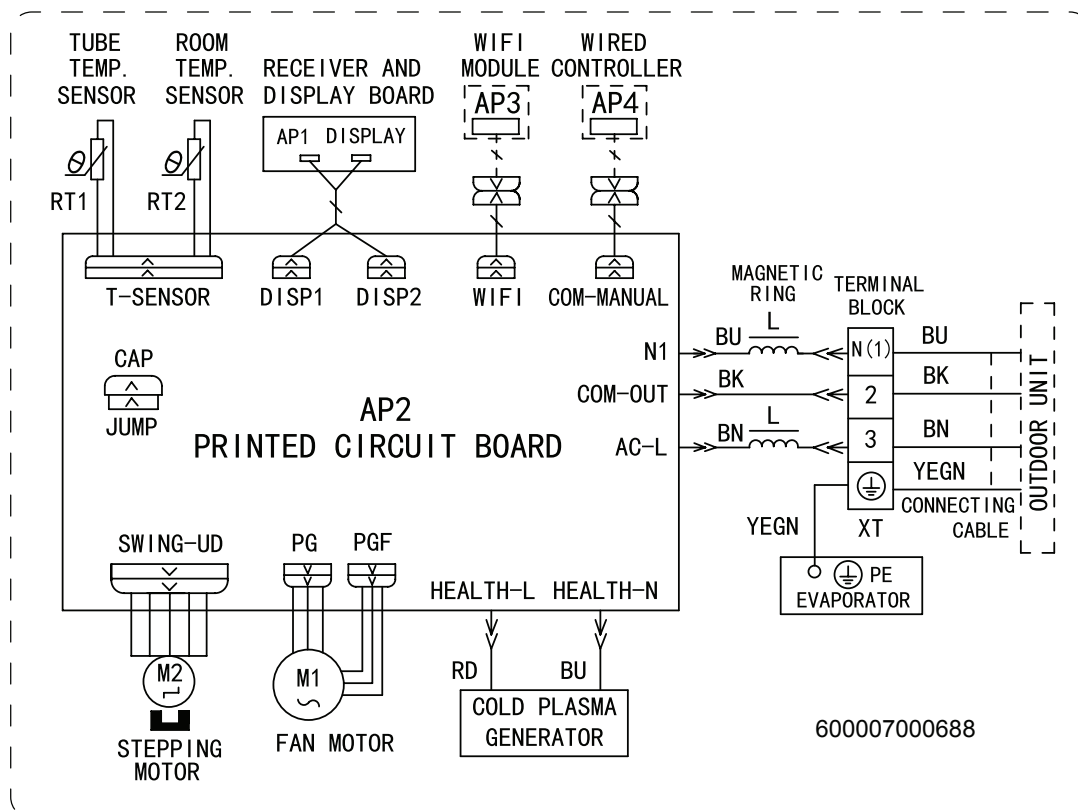 TUBE
TEMP.
SENSOR
ROOM
TEMP.
SENSOR
RECEIVER AND
DISPLAY BOARD
WIFI
MODULE
WIRED
CONTROLLER
AP3
AP4
AP1 DISPLAY
θ
RT1
θ
RT2
T-SENSOR
DISP1
DISP2
WIFI
COM-MANUAL
MAGNETIC
RING
TERMINAL
BLOCK
CAP
JUMP
AP2
PRINTED CIRCUIT BOARD
N1
BU
L
N(1)
BU
COM-OUT
BK
2
BK
AC-L
BN
L
3
BN
YEGN
XT
CONNECTING
CABLE
OUTDOOR UNIT
YEGN
PE
EVAPORATOR
SWING-UD
PG
PGF
HEALTH-L
HEALTH-N
M2
M1
RD
BU
STEPPING
MOTOR
FAN MOTOR
COLD PLASMA
GENERATOR
600007000688